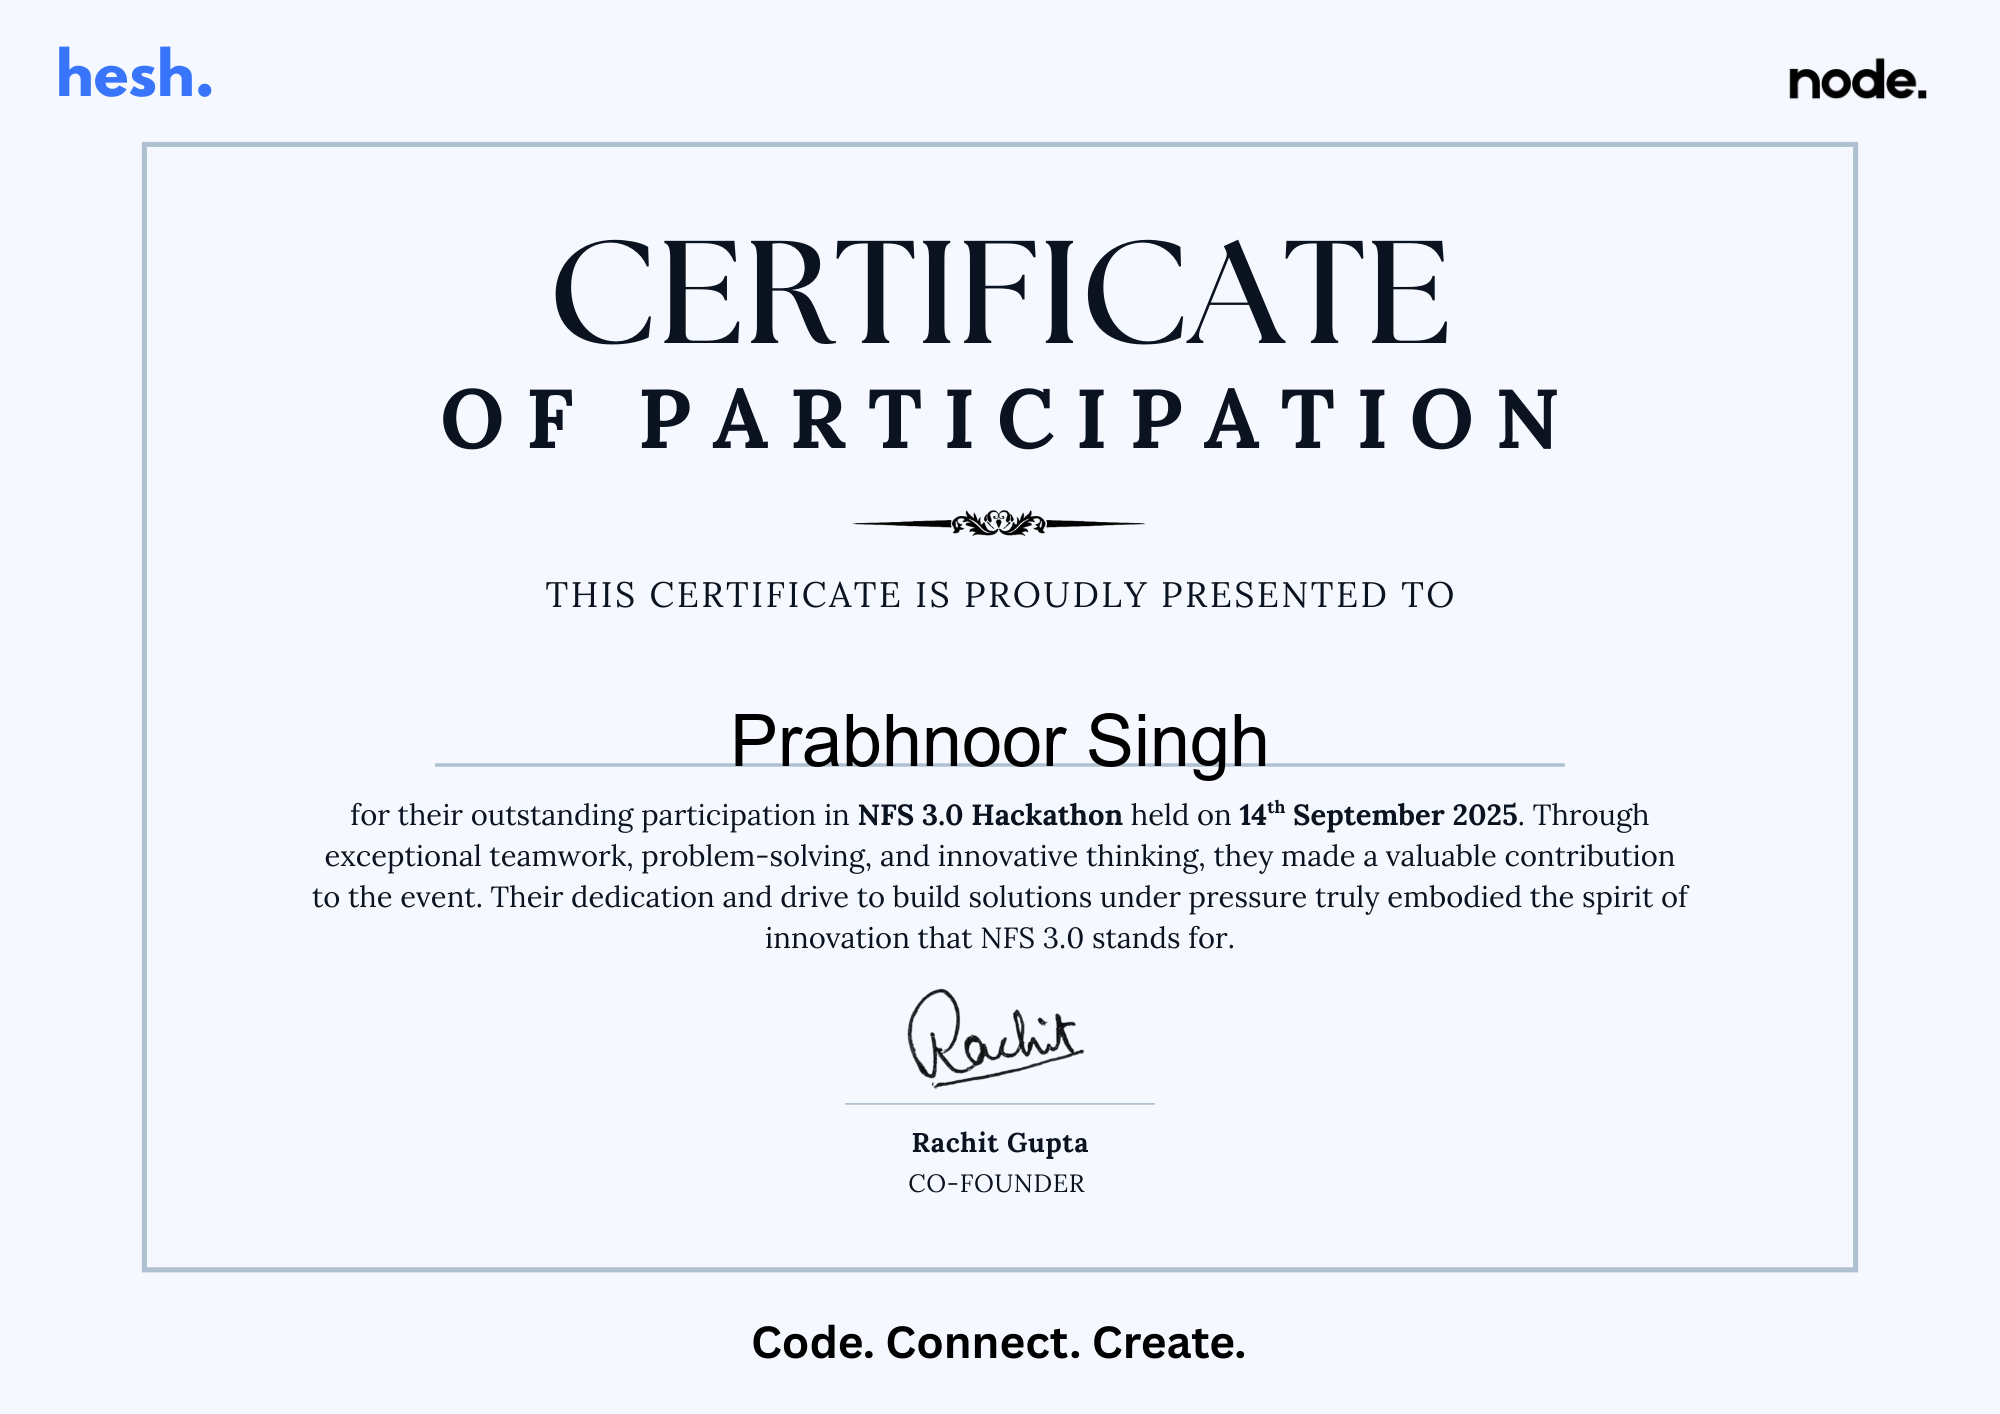 hesh.
node.
CERTIFICATE
OF PARTICIPATION
THIS CERTIFICATE IS PROUDLY PRESENTED TO
Prabhnoor Singh
for their outstanding participation in NFS 3.0 Hackathon held on 14th September 2025. Through
exceptional teamwork, problem-solving, and innovative thinking, they made a valuable contribution
to the event. Their dedication and drive to build solutions under pressure truly embodied the spirit of
innovation that NFS 3.0 stands for.
Rachit
Rachit Gupta
CO-FOUNDER
Code. Connect. Create.